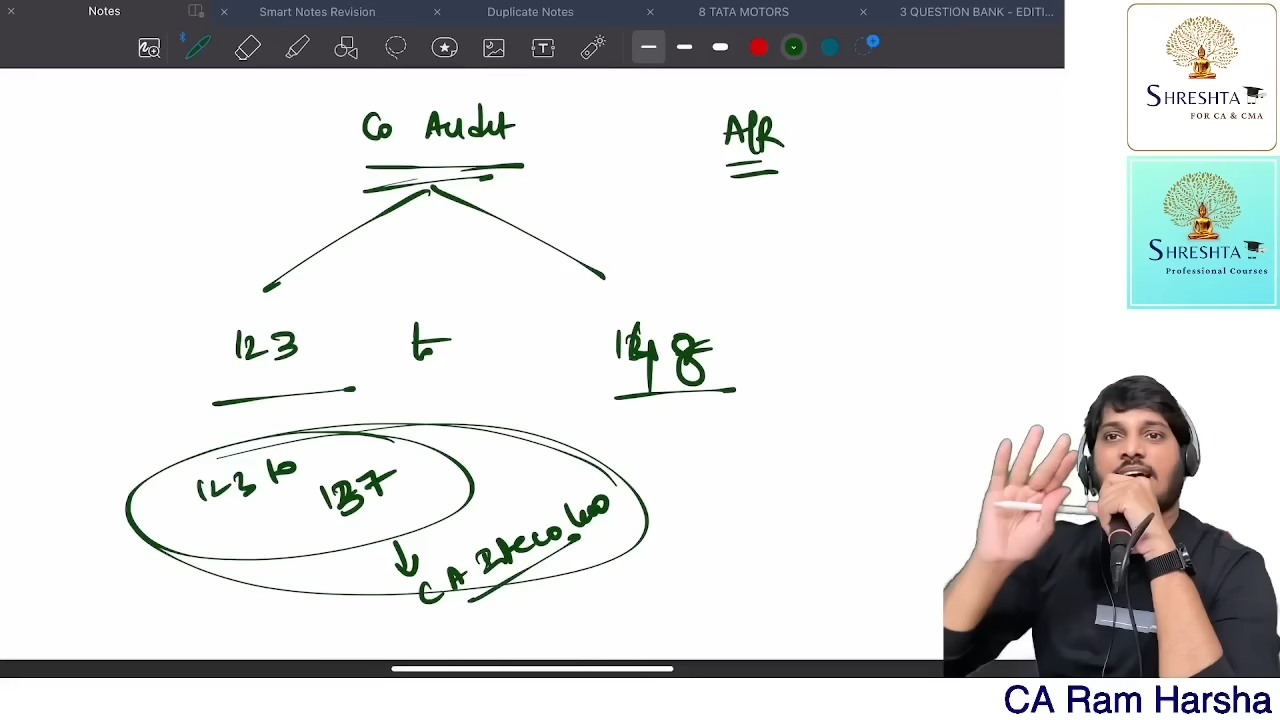 Notes
Smart Notes Revision
Duplicate Notes
8 TATA MOTORS
3 QUESTION BANK - EDITI...
T
Co Audit
AFR
123 to 148
123 to
CA
SHRESHTA
FOR CA & CMA
SHRESHTA
Professional Courses
CA Ram Harsha